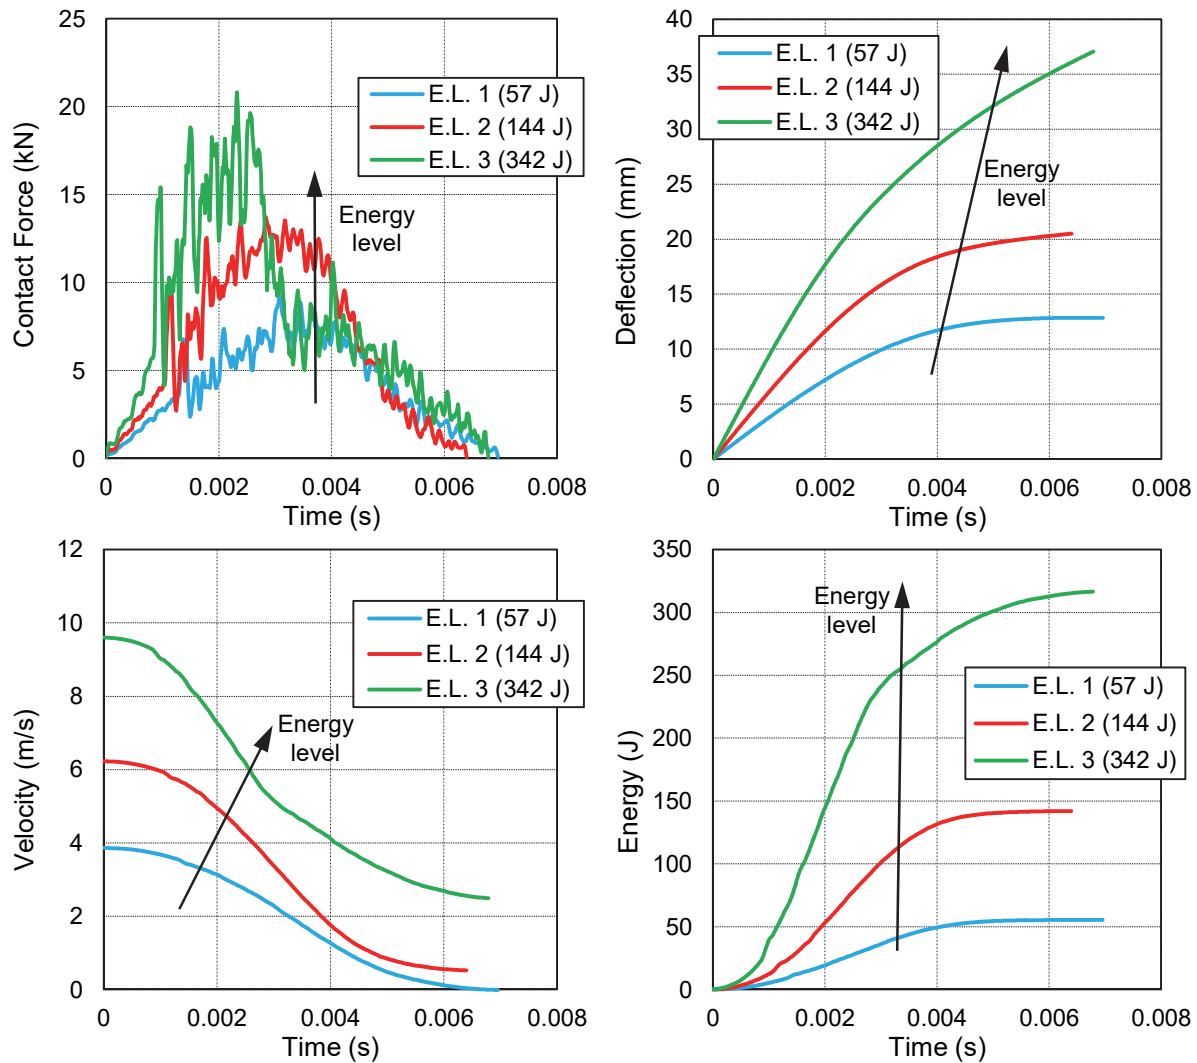 25
20
15
10
5
0
Contact Force (kN)
E.L. 1 (57 J)
E.L. 2 (144 J)
E.L. 3 (342 J)
Energy
level
0
0.002
0.004
0.006
0.008
Time (s)
40
35
30
25
20
15
10
5
0
Deflection (mm)
E.L. 1 (57 J)
E.L. 2 (144 J)
E.L. 3 (342 J)
Energy
level
0
0.002
0.004
0.006
0.008
Time (s)
12
10
8
6
4
2
0
Velocity (m/s)
E.L. 1 (57 J)
E.L. 2 (144 J)
E.L. 3 (342 J)
Energy
level
0
0.002
0.004
0.006
0.008
Time (s)
350
300
250
200
150
100
50
0
Energy (J)
Energy
level
E.L. 1 (57 J)
E.L. 2 (144 J)
E.L. 3 (342 J)
0
0.002
0.004
0.006
0.008
Time (s)